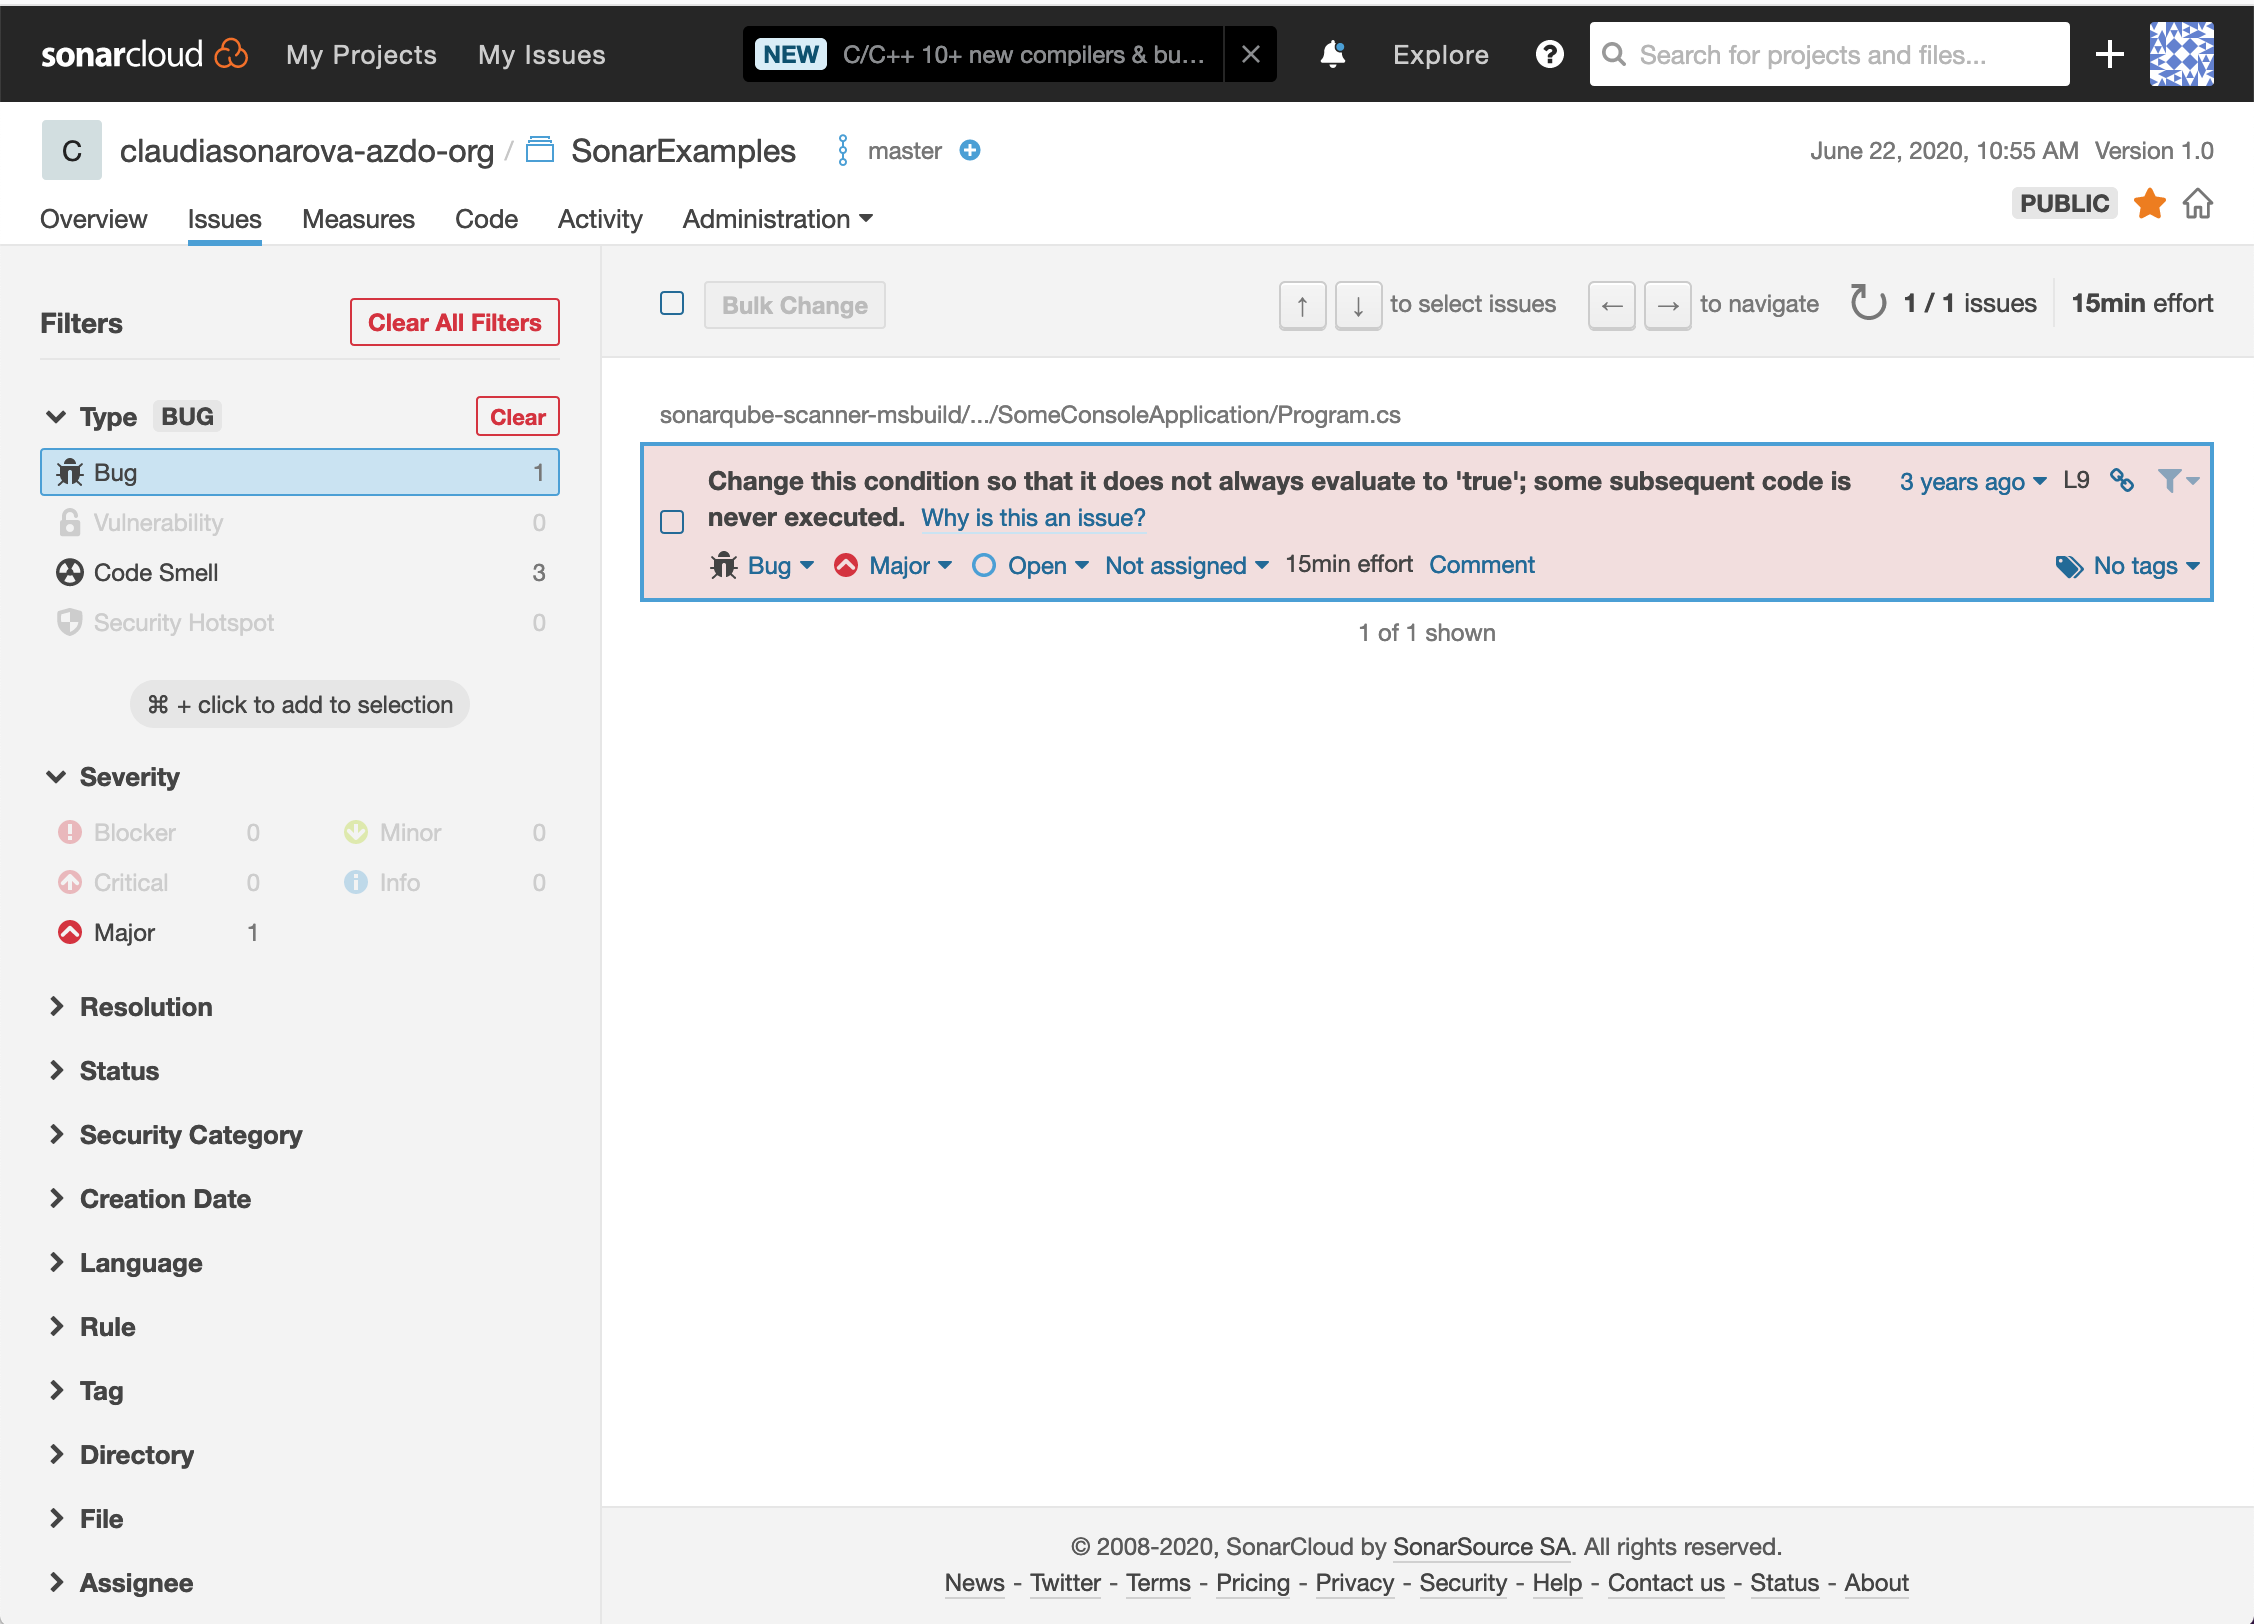 sonarcloud My Projects My Issues NEW C/C++ 10+ new compilers & bu... Explore ? Search for projects and files... +
C claudiasonarova-azdo-org / SonarExamples master June 22, 2020, 10:55 AM Version 1.0
PUBLIC
Overview Issues Measures Code Activity Administration
Filters Clear All Filters
Bulk Change ↑ ↓ to select issues ← → to navigate 1 / 1 issues 15min effort
Type BUG Clear
Bug 1
Vulnerability 0
Code Smell 3
Security Hotspot 0
⌘ + click to add to selection
Severity
Blocker 0 Minor 0
Critical 0 Info 0
Major 1
Resolution
Status
Security Category
Creation Date
Language
Rule
Tag
Directory
File
Assignee
sonarqube-scanner-msbuild/.../SomeConsoleApplication/Program.cs
Change this condition so that it does not always evaluate to 'true'; some subsequent code is 3 years ago L9
never executed. Why is this an issue?
Bug Major Open Not assigned 15min effort Comment No tags
1 of 1 shown
© 2008-2020, SonarCloud by SonarSource SA. All rights reserved.
News - Twitter - Terms - Pricing - Privacy - Security - Help - Contact us - Status - About